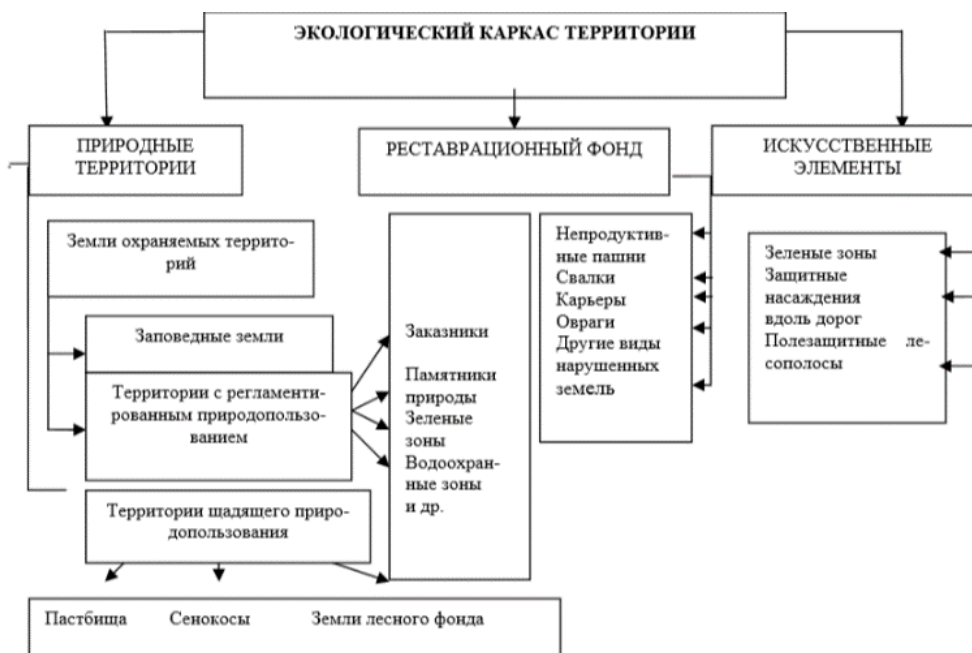 ЭКОЛОГИЧЕСКИЙ КАРКАС ТЕРРИТОРИИ
ПРИРОДНЫЕ
ТЕРРИТОРИИ
РЕСТАВРАЦИОННЫЙ ФОНД
ИСКУССТВЕННЫЕ
ЭЛЕМЕНТЫ
Земли охраняемых террито-
рий
Заповедные земли
Территории с регламенти-
рованным природопользо-
ванием
Территории щадящего приро-
допользования
Заказники
Памятники
природы
Зеленые
зоны
Водоохран-
ные зоны
и др.
Непродуктив-
ные пашни
Свалки
Карьеры
Овраги
Другие виды
нарушенных
земель
Зеленые зоны
Защитные
насаждения
вдоль дорог
Полезащитные ле-
сополосы
Пастбища Сенокосы Земли лесного фонда